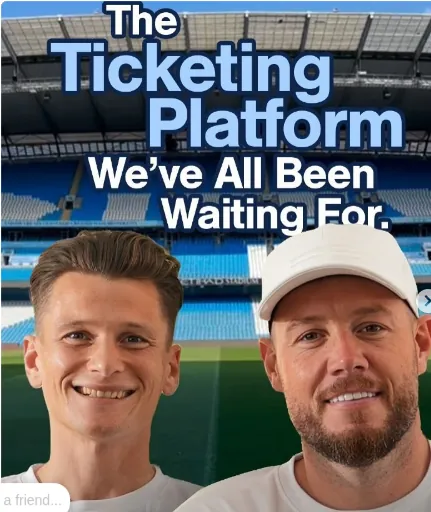 The
Ticketing
Platform
We've All Been
Waiting For.
a friend...